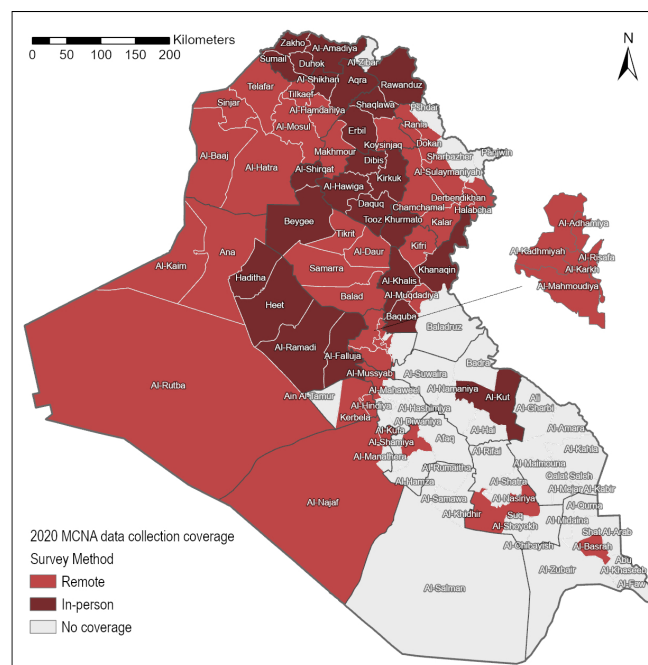 Kilometers
0 50 100 150 200
N
Zakho
Al-Amadiya
Sumail
Duhok
Al-Zibar
Al-Shikhan
Aqra
Rawanduz
Telafar
Tilkaef
Sinjar
Al-Hamdaniya
Shaqlawa
Pshdar
Al-Mosul
Erbil
Rania
Koysinjaq
Dokan
Makhmour
Sharbazher
Penjwin
Al-Baaj
Al-Hatra
Dibis
Al-Sulaymaniyah
Al-Shirqat
Kirkuk
Al-Hawiga
Derbendikhan
Daquq
Chamchamal
Halabcha
Beygee
Tooz Khurmato
Kalar
Tikrit
Kifri
Al-Daur
Ana
Al-Kaim
Samarra
Khanaqin
Haditha
Al-Khalis
Al-Muqdadiya
Heet
Balad
Baquba
Al-Adhamiya
Al-Kadhmiyah
Al-Risafa
Al-Karkh
Al-Mahmoudiya
Baladruz
Al-Ramadi
Al-Falluja
Badra
Al-Rutba
Al-Mussyab
Al-Suwaira
Ain Al-Tamur
Al-Mahaweel
Al-Namaniya
Al-Kut
Ali
Al-Gharbi
Al-Hindiya
Al-Hashimiya
Kerbela
Al-Diwaniya
Al-Kufa
Al-Hai
Al-Amara
Al-Shamiya
Afaq
Al-Kahla
Al-Manathera
Al-Rifai
Al-Maimouna
Al-Rumaitha
Qalat Saleh
Al-Hamza
Al-Shatra
Al-Mejar Al-Kabir
Al-Najaf
Al-Samawa
Al-Nasiriya
Al-Qurna
Al-Khidhir
Suq
Al-Shoyokh
Al-Midaina
Shat Al-Arab
Al-Chibayish
Al-Basrah
Abu
Al-Khaseeb
Al-Zubair
Al-Faw
Al-Salman
2020 MCNA data collection coverage
Survey Method
Remote
In-person
No coverage